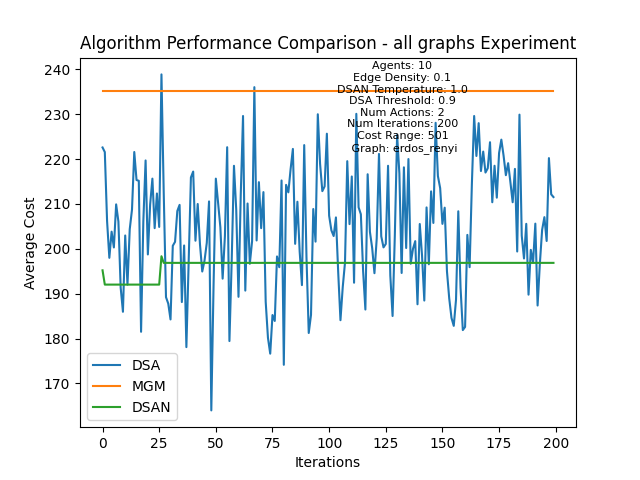 Algorithm Performance Comparison - all graphs Experiment
Agents: 10
Edge Density: 0.1
DSAN Temperature: 1.0
DSA Threshold: 0.9
Num Actions: 2
Num Iterations: 200
Cost Range: 501
Graph: erdos_renyi
240
230
220
210
200
190
180
170
Average Cost
DSA
MGM
DSAN
0 25 50 75 100 125 150 175 200
Iterations